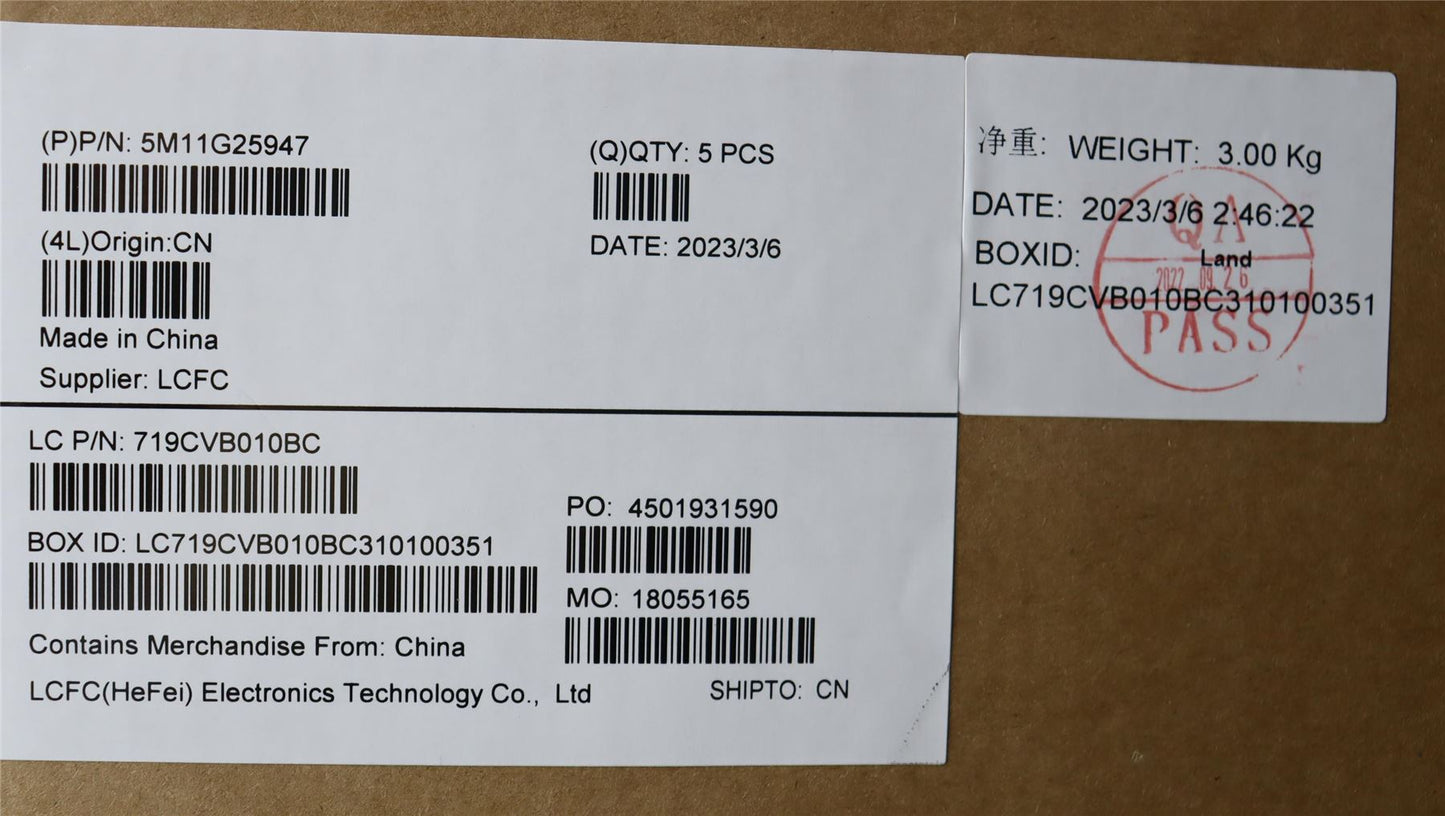 (P)P/N: 5M11G25947
(Q)QTY: 5 PCS
(4L)Origin:CN
DATE: 2023/3/6
Made in China
Supplier: LCFC
LC P/N: 719CVB010BC
PO: 4501931590
BOX ID: LC719CVB010BC310100351
MO: 18055165
Contains Merchandise From: China
LCFC(HeFei) Electronics Technology Co., Ltd
SHIPTO: CN
净重: WEIGHT: 3.00 Kg
DATE: 2023/3/6 2:46:22
BOXID: Land
LC719CVB010BC310100351
QA
2022 09 26
PASS